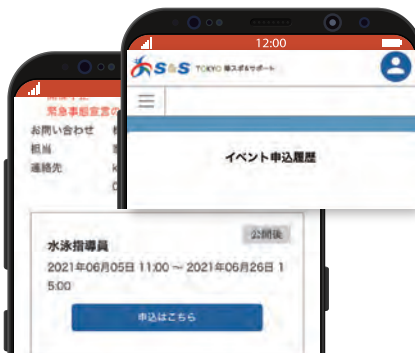 12:00
S&S TOKYO 障スポ&サポート
イベント申込履歴
緊急事態宣言の
お問い合わせ
担当
連絡先
公開後
水泳指導員
2021年06月05日 11:00 ～ 2021年06月26日 1
5:00
申込はこちら